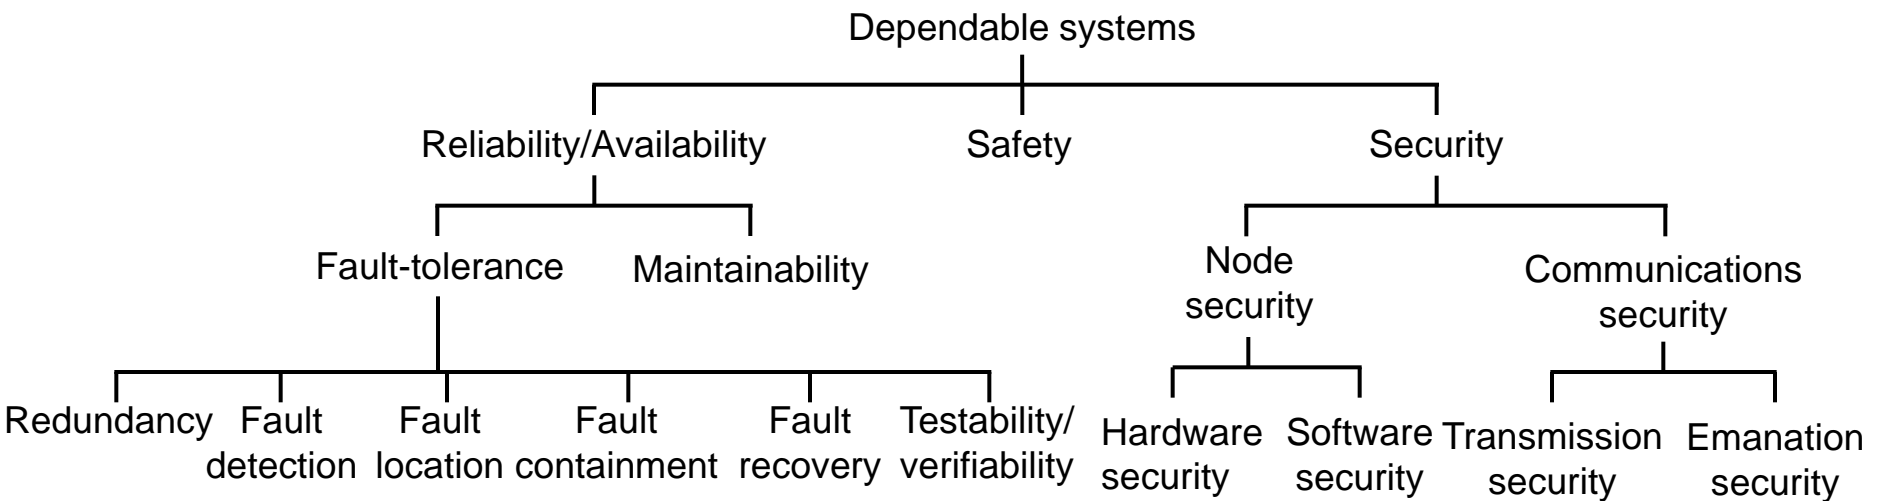 Dependable systems
Reliability/Availability
Safety
Security
Fault-tolerance
Maintainability
Node
security
Communications
security
Redundancy
Fault
detection
Fault
location
Fault
containment
Fault
recovery
Testability/
verifiability
Hardware
security
Software
security
Transmission
security
Emanation
security